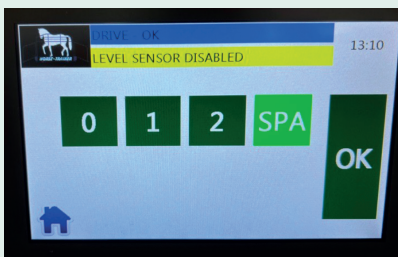 DRIVE OK
LEVEL SENSOR DISABLED
13:10
0 1 2 SPA
OK